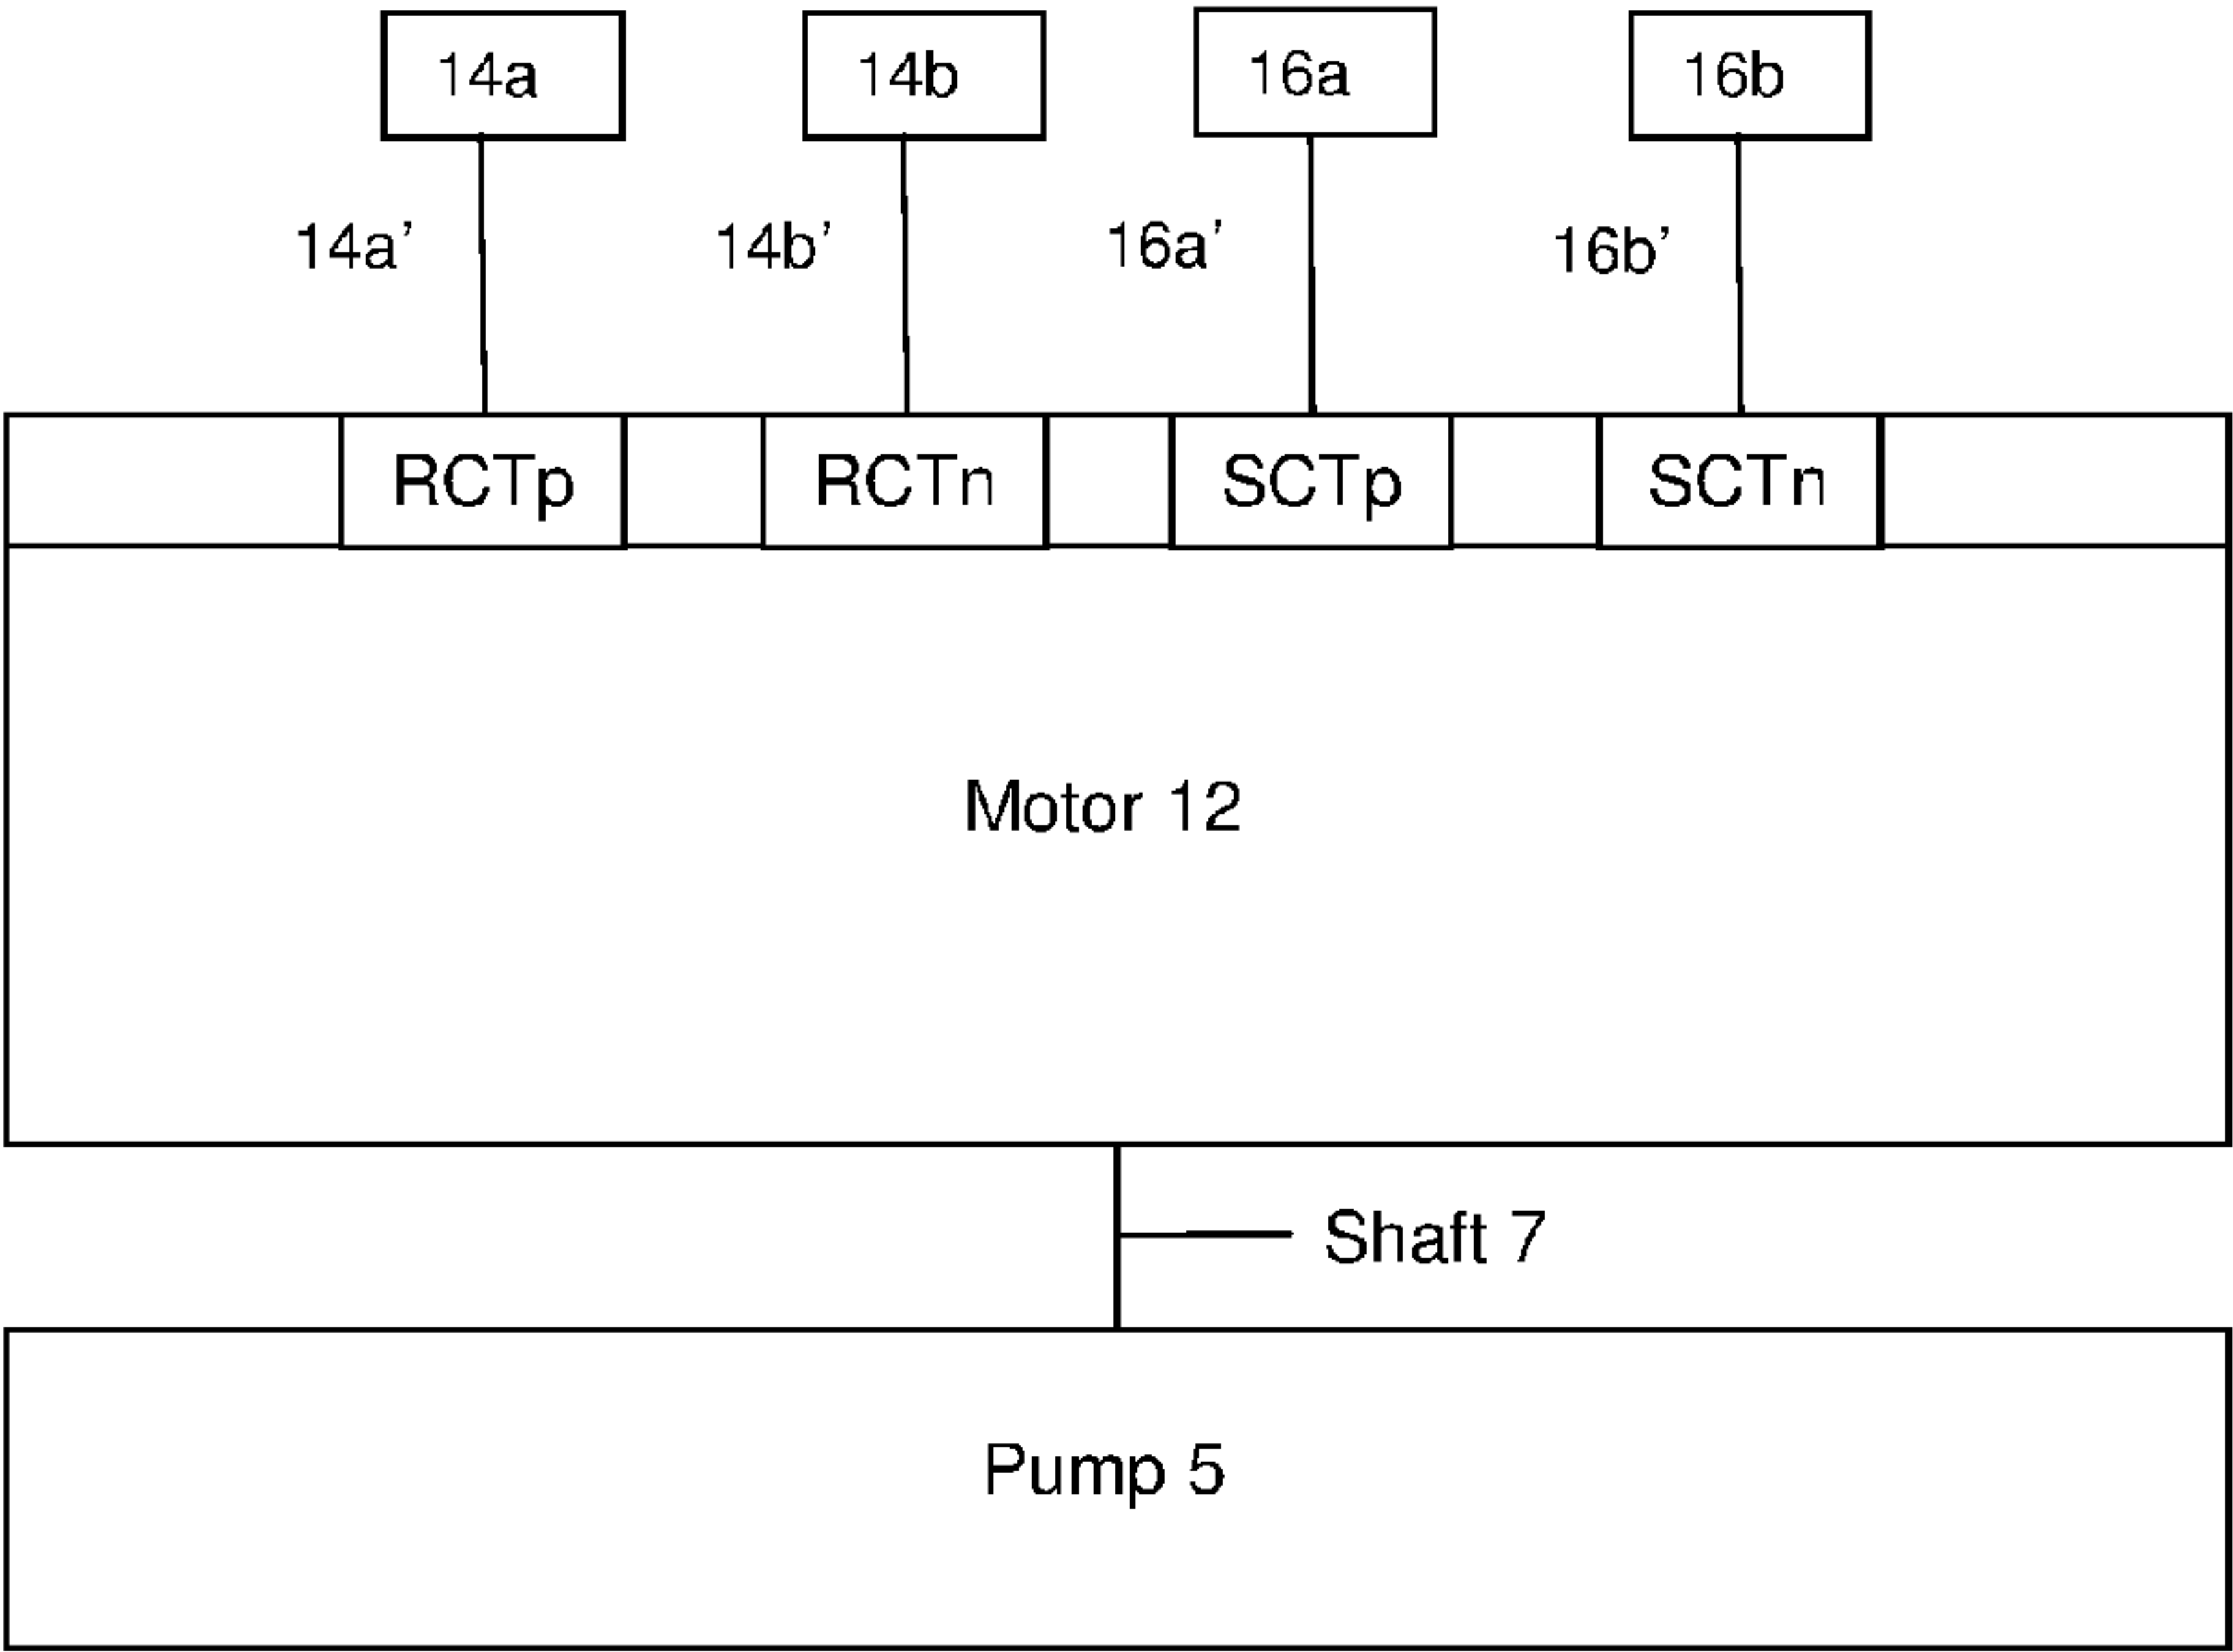 14a 14b 16a 16b
14a’ 14b’ 16a’ 16b’
RCTp RCTn SCTp SCTn
Motor 12
Shaft 7
Pump 5